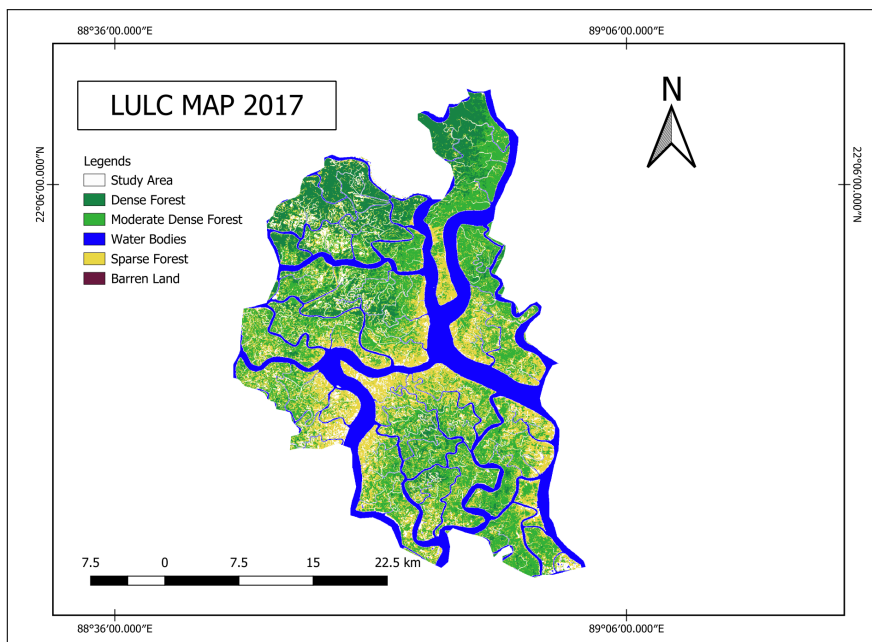 88°36′00.000″E 89°06′00.000″E
LULC MAP 2017
N
Legends
Study Area
Dense Forest
Moderate Dense Forest
Water Bodies
Sparse Forest
Barren Land
22°06′00.000″N 22°06′00.000″N
7.5 0 7.5 15 22.5 km
88°36′00.000″E 89°06′00.000″E